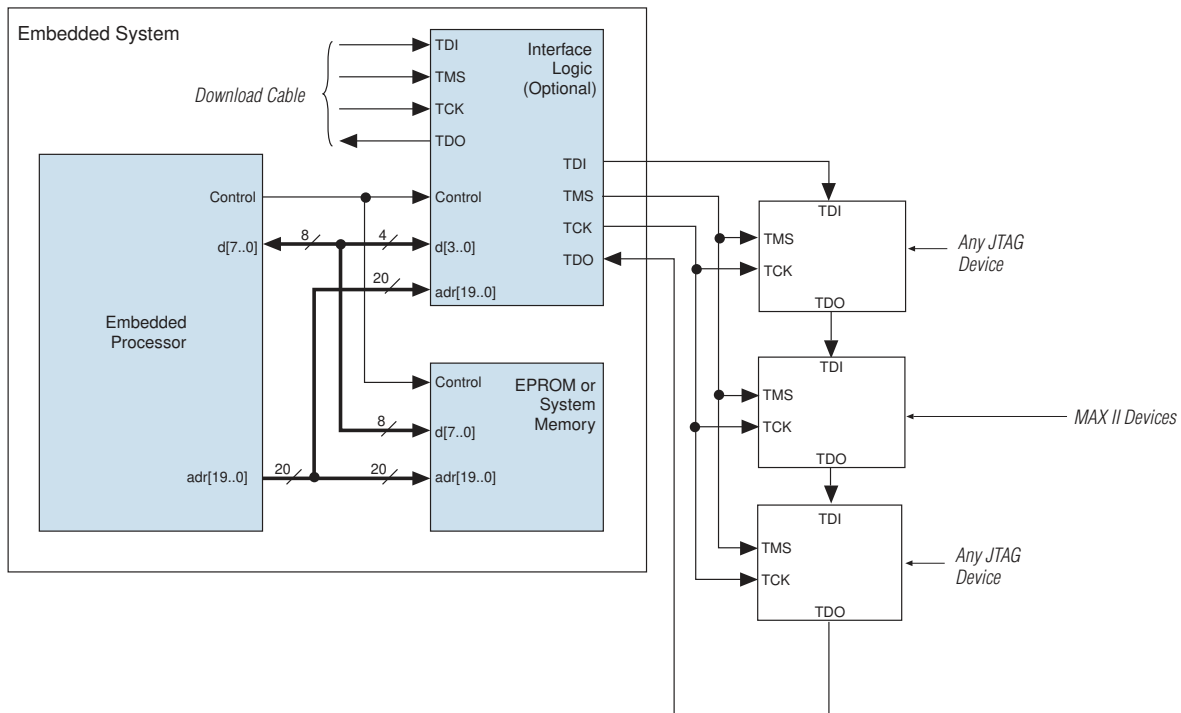 Embedded System
Download Cable
TDI
TMS
TCK
TDO
Interface
Logic
(Optional)
TDI
TMS
TCK
TDO
Control
d[3..0]
adr[19..0]
Control
d[7..0]
8
4
20
Embedded
Processor
adr[19..0]
20
20
8
Control
d[7..0]
adr[19..0]
EPROM or
System
Memory
TDI
TMS
TCK
TDO
Any JTAG
Device
TDI
TMS
TCK
TDO
MAX II Devices
TDI
TMS
TCK
TDO
Any JTAG
Device